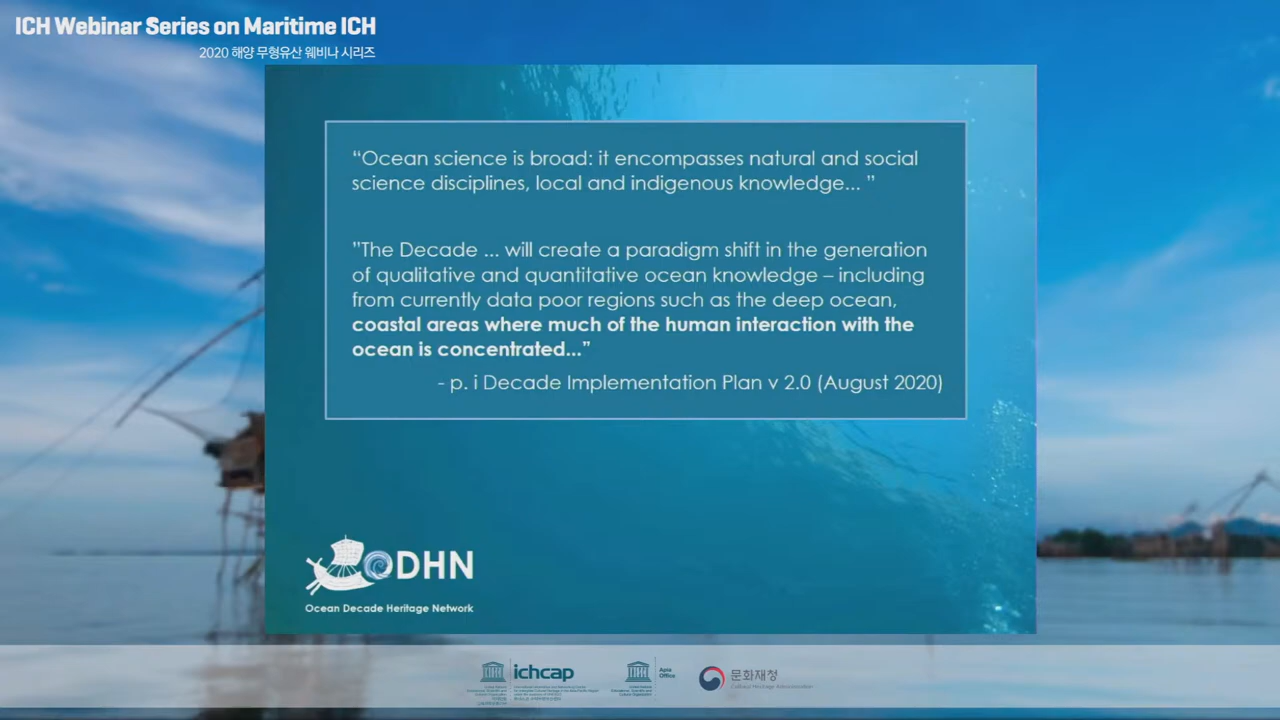 ICH Webinar Series on Maritime ICH
2020 해양 무형유산 웨비나 시리즈
“Ocean science is broad: it encompasses natural and social
science disciplines, local and indigenous knowledge... ”
”The Decade ... will create a paradigm shift in the generation
of qualitative and quantitative ocean knowledge – including
from currently data poor regions such as the deep ocean,
coastal areas where much of the human interaction with the
ocean is concentrated...”
- p. i Decade Implementation Plan v 2.0 (August 2020)
ODHN
Ocean Decade Heritage Network
ichcap
Apia
Office
문화재청
Cultural Heritage Administration